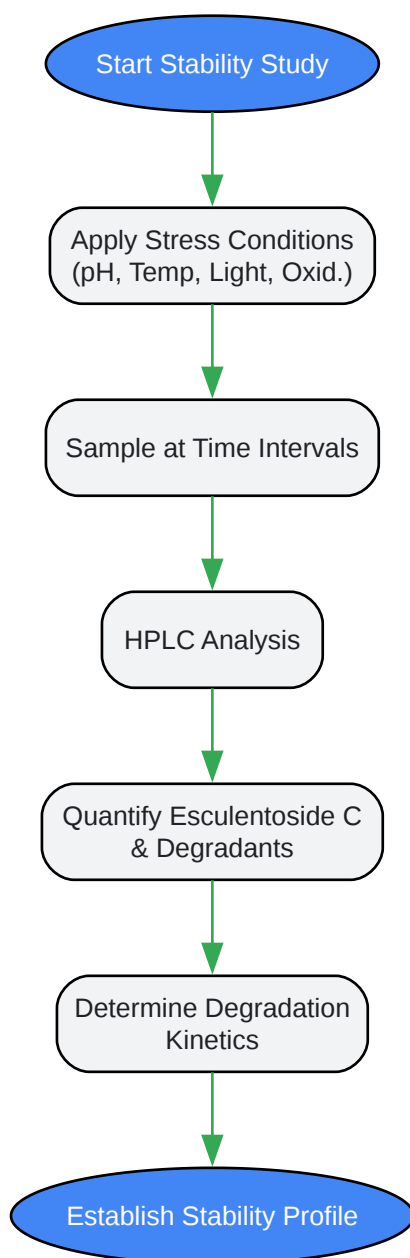 Start Stability Study
Apply Stress Conditions
(pH, Temp, Light, Oxid.)
Sample at Time Intervals
HPLC Analysis
Quantify Esculentoside C
& Degradants
Determine Degradation
Kinetics
Establish Stability Profile